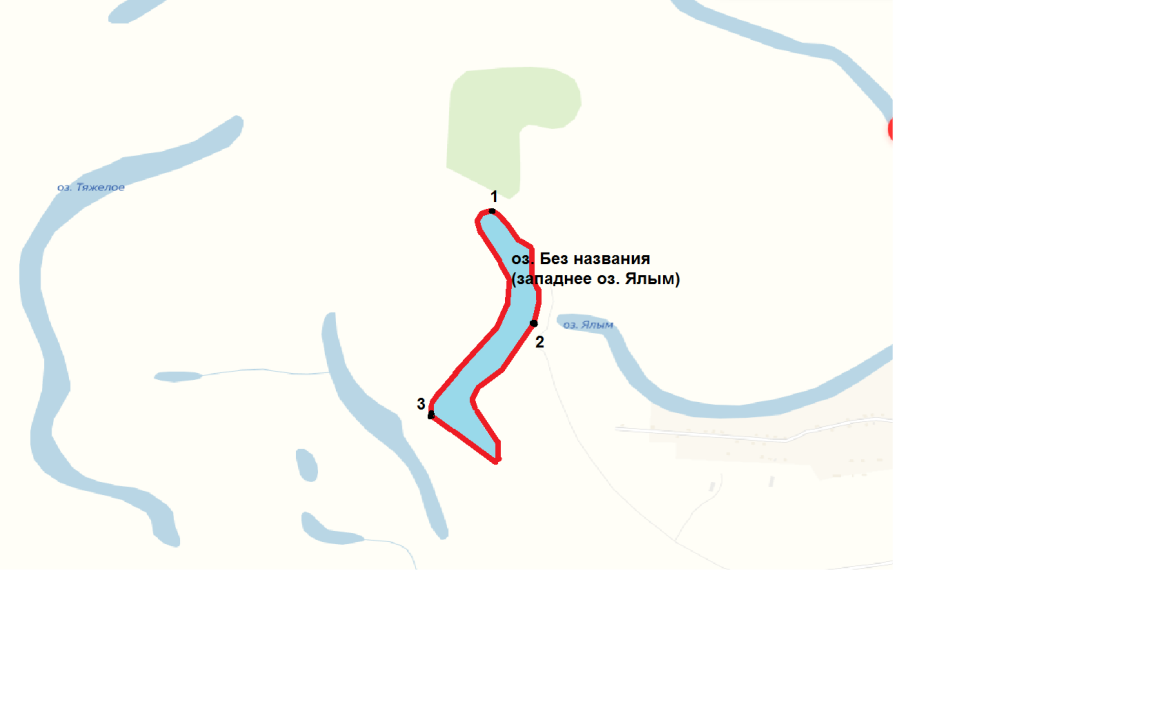 оз. Тяжелое
1
оз. Без названия
(западнее оз. Ялым)
оз. Ялым
2
3